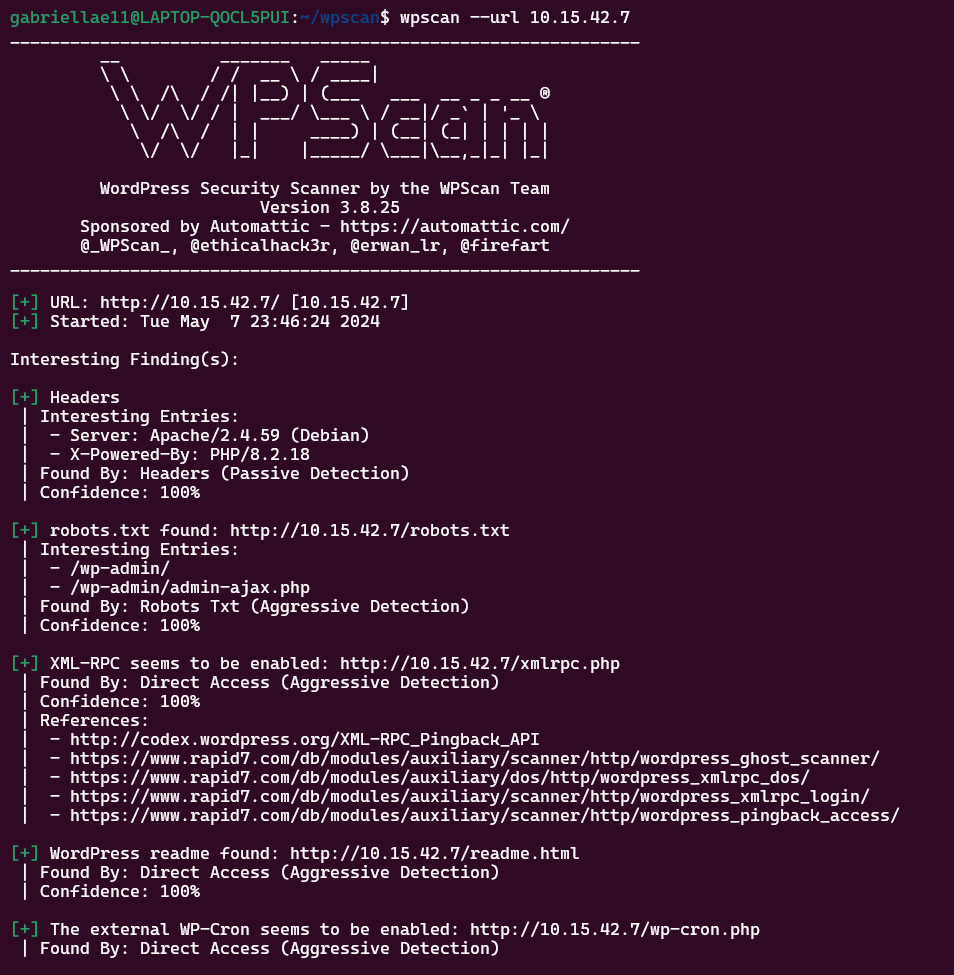 gabriellae11@LAPTOP-QOCL5PUI:~/wpscan$ wpscan --url 10.15.42.7
_______________________________________________________________
         __          _______   _____
         \ \        / /  __ \ / ____|
          \ \  /\  / /| |__) | (___   ___  __ _ _ __ ®
           \ \/  \/ / |  ___/ \___ \ / __|/ _` | '_ \
            \  /\  /  | |     ____) | (__| (_| | | | |
             \/  \/   |_|    |_____/ \___|\__,_|_| |_|

         WordPress Security Scanner by the WPScan Team
                         Version 3.8.25
       Sponsored by Automattic - https://automattic.com/
       @_WPScan_, @ethicalhack3r, @erwan_lr, @firefart
_______________________________________________________________

[+] URL: http://10.15.42.7/ [10.15.42.7]
[+] Started: Tue May  7 23:46:24 2024

Interesting Finding(s):

[+] Headers
 | Interesting Entries:
 |  - Server: Apache/2.4.59 (Debian)
 |  - X-Powered-By: PHP/8.2.18
 | Found By: Headers (Passive Detection)
 | Confidence: 100%

[+] robots.txt found: http://10.15.42.7/robots.txt
 | Interesting Entries:
 |  - /wp-admin/
 |  - /wp-admin/admin-ajax.php
 | Found By: Robots Txt (Aggressive Detection)
 | Confidence: 100%

[+] XML-RPC seems to be enabled: http://10.15.42.7/xmlrpc.php
 | Found By: Direct Access (Aggressive Detection)
 | Confidence: 100%
 | References:
 |  - http://codex.wordpress.org/XML-RPC_Pingback_API
 |  - https://www.rapid7.com/db/modules/auxiliary/scanner/http/wordpress_ghost_scanner/
 |  - https://www.rapid7.com/db/modules/auxiliary/dos/http/wordpress_xmlrpc_dos/
 |  - https://www.rapid7.com/db/modules/auxiliary/scanner/http/wordpress_xmlrpc_login/
 |  - https://www.rapid7.com/db/modules/auxiliary/scanner/http/wordpress_pingback_access/

[+] WordPress readme found: http://10.15.42.7/readme.html
 | Found By: Direct Access (Aggressive Detection)
 | Confidence: 100%

[+] The external WP-Cron seems to be enabled: http://10.15.42.7/wp-cron.php
 | Found By: Direct Access (Aggressive Detection)